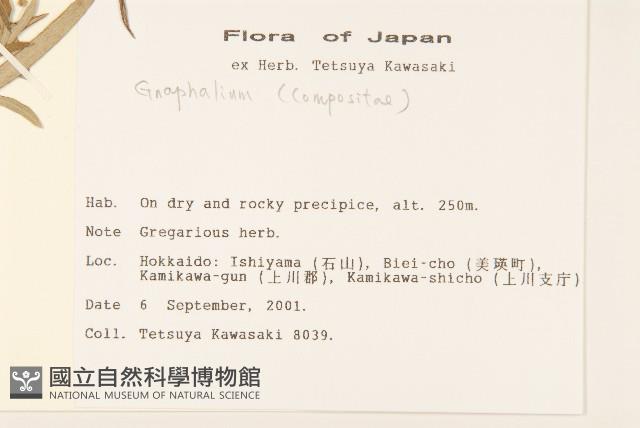 Flora of Japan
ex Herb. Tetsuya Kawasaki
Gnaphalium (Compositae)
Hab. On dry and rocky precipice, alt. 250m.
Note Gregarious herb.
Loc. Hokkaido: Ishiyama (石山), Biei-cho (美瑛町),
Kamikawa-gun (上川郡), Kamikawa-shicho (上川支庁)
Date 6 September, 2001.
Coll. Tetsuya Kawasaki 8039.
國立自然科學博物館
NATIONAL MUSEUM OF NATURAL SCIENCE